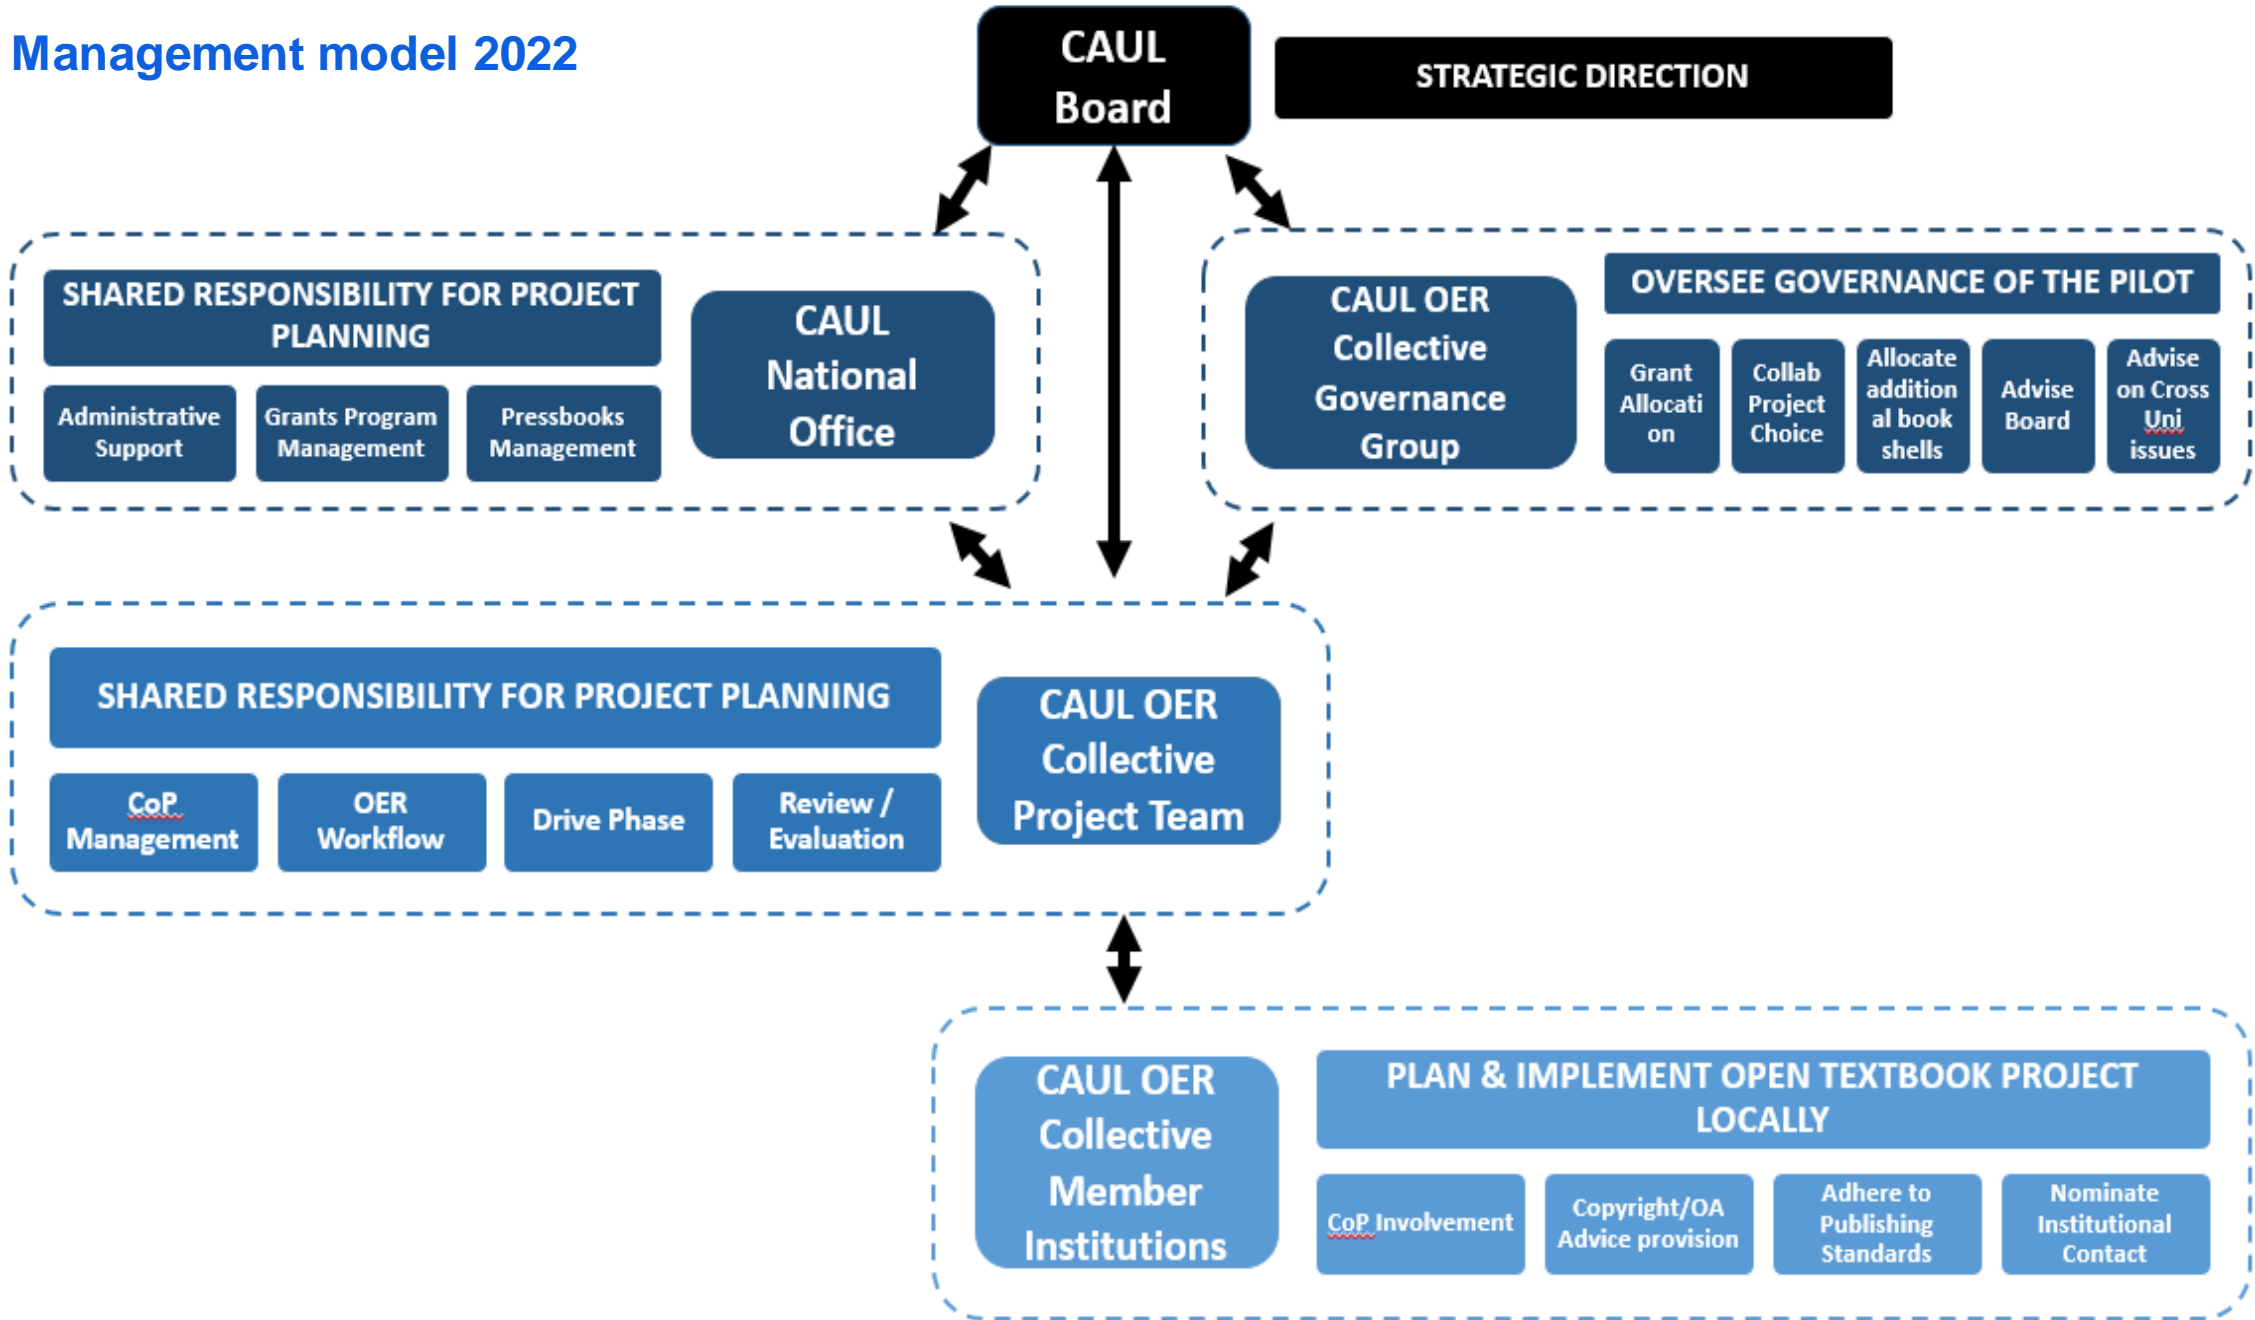 Management model 2022
CAUL
Board
STRATEGIC DIRECTION
SHARED RESPONSIBILITY FOR PROJECT
PLANNING
Administrative
Support
Grants Program
Management
Pressbooks
Management
CAUL
National
Office
CAUL OER
Collective
Governance
Group
OVERSEE GOVERNANCE OF THE PILOT
Grant
Allocati
on
Collab
Project
Choice
Allocate
addition
al book
shells
Advise
Board
Advise
on Cross
Uni
issues
SHARED RESPONSIBILITY FOR PROJECT PLANNING
CoP
Management
OER
Workflow
Drive Phase
Review /
Evaluation
CAUL OER
Collective
Project Team
CAUL OER
Collective
Member
Institutions
PLAN & IMPLEMENT OPEN TEXTBOOK PROJECT
LOCALLY
CoP Involvement
Copyright/OA
Advice provision
Adhere to
Publishing
Standards
Nominate
Institutional
Contact